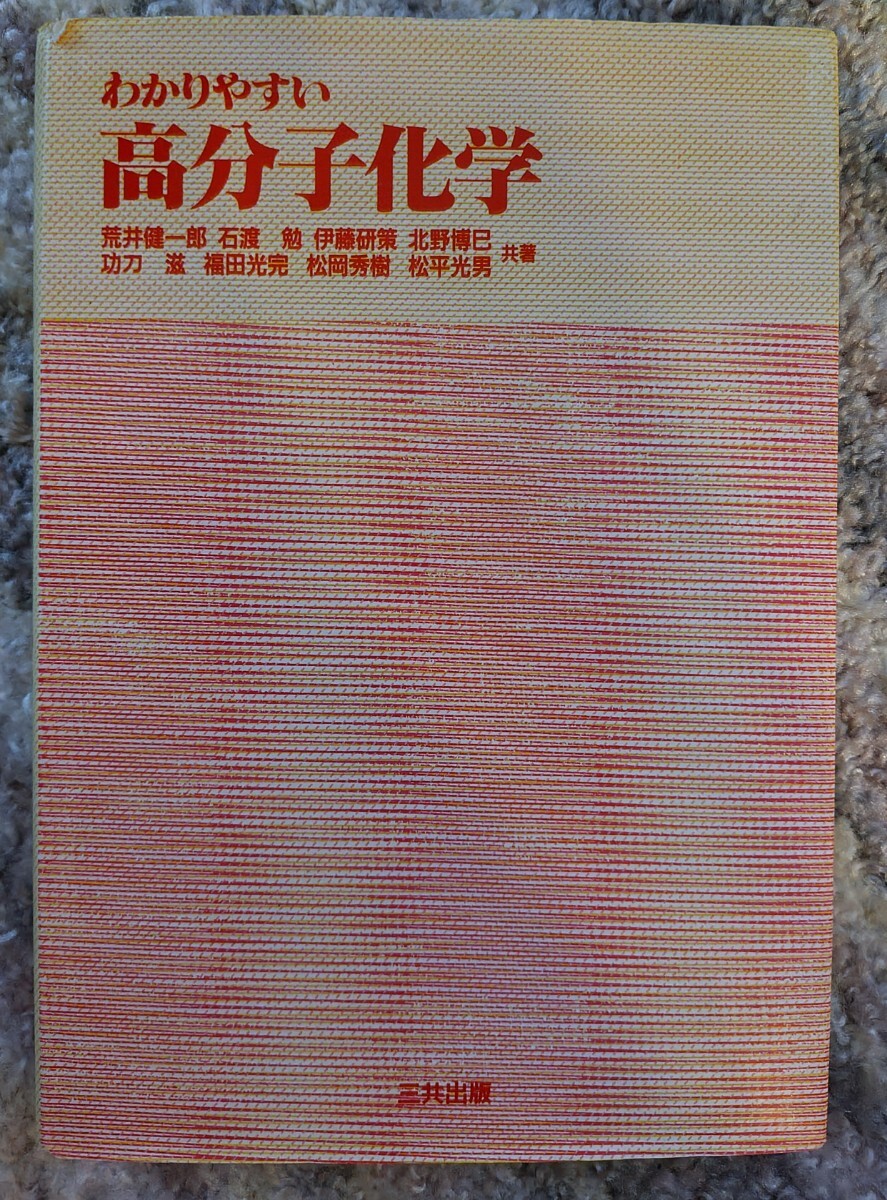 わかりやすい
高分子化学
荒井健一郎 石渡 勉 伊藤研策 北野博巳
功刀 滋 福田光完 松岡秀樹 松平光男 共著
三共出版